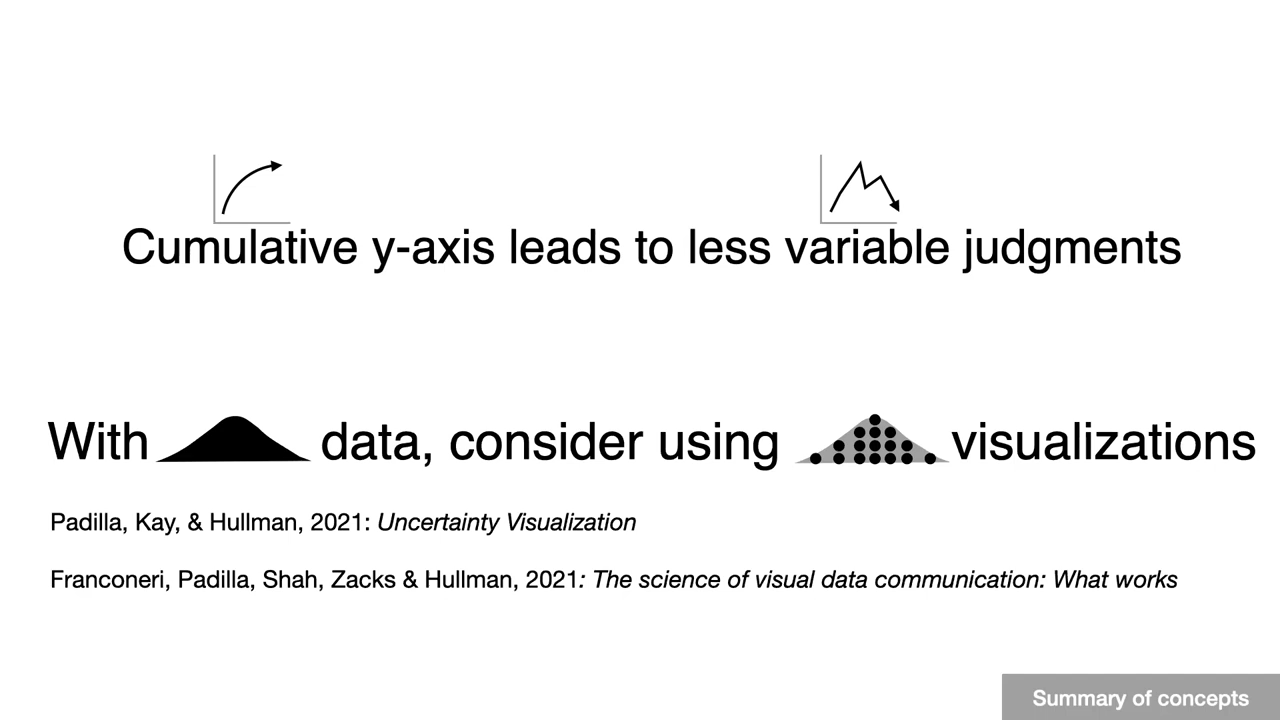 Cumulative y-axis leads to less variable judgments
With data, consider using visualizations
Padilla, Kay, & Hullman, 2021: Uncertainty Visualization
Franconeri, Padilla, Shah, Zacks & Hullman, 2021: The science of visual data communication: What works
Summary of concepts